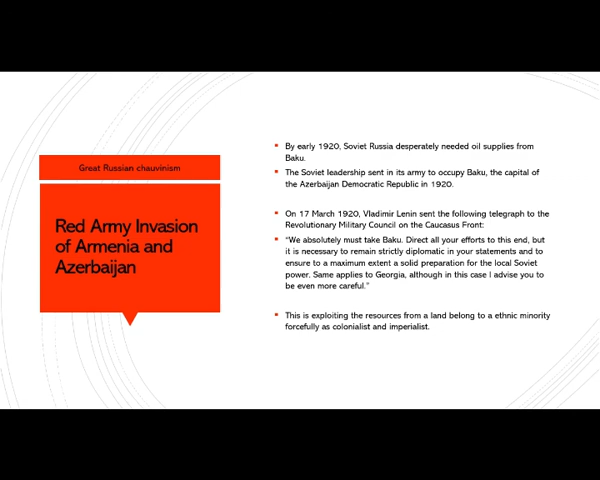 Great Russian chauvinism
Red Army Invasion
of Armenia and
Azerbaijan
By early 1920, Soviet Russia desperately needed oil supplies from
Baku.
The Soviet leadership sent in its army to occupy Baku, the capital of
the Azerbaijan Democratic Republic in 1920.
On 17 March 1920, Vladimir Lenin sent the following telegraph to the
Revolutionary Military Council on the Caucasus Front:
“We absolutely must take Baku. Direct all your efforts to this end, but
it is necessary to remain strictly diplomatic in your statements and to
ensure to a maximum extent a solid preparation for the local Soviet
power. Same applies to Georgia, although in this case I advise you to
be even more careful.”
This is exploiting the resources from a land belong to a ethnic minority
forcefully as colonialist and imperialist.